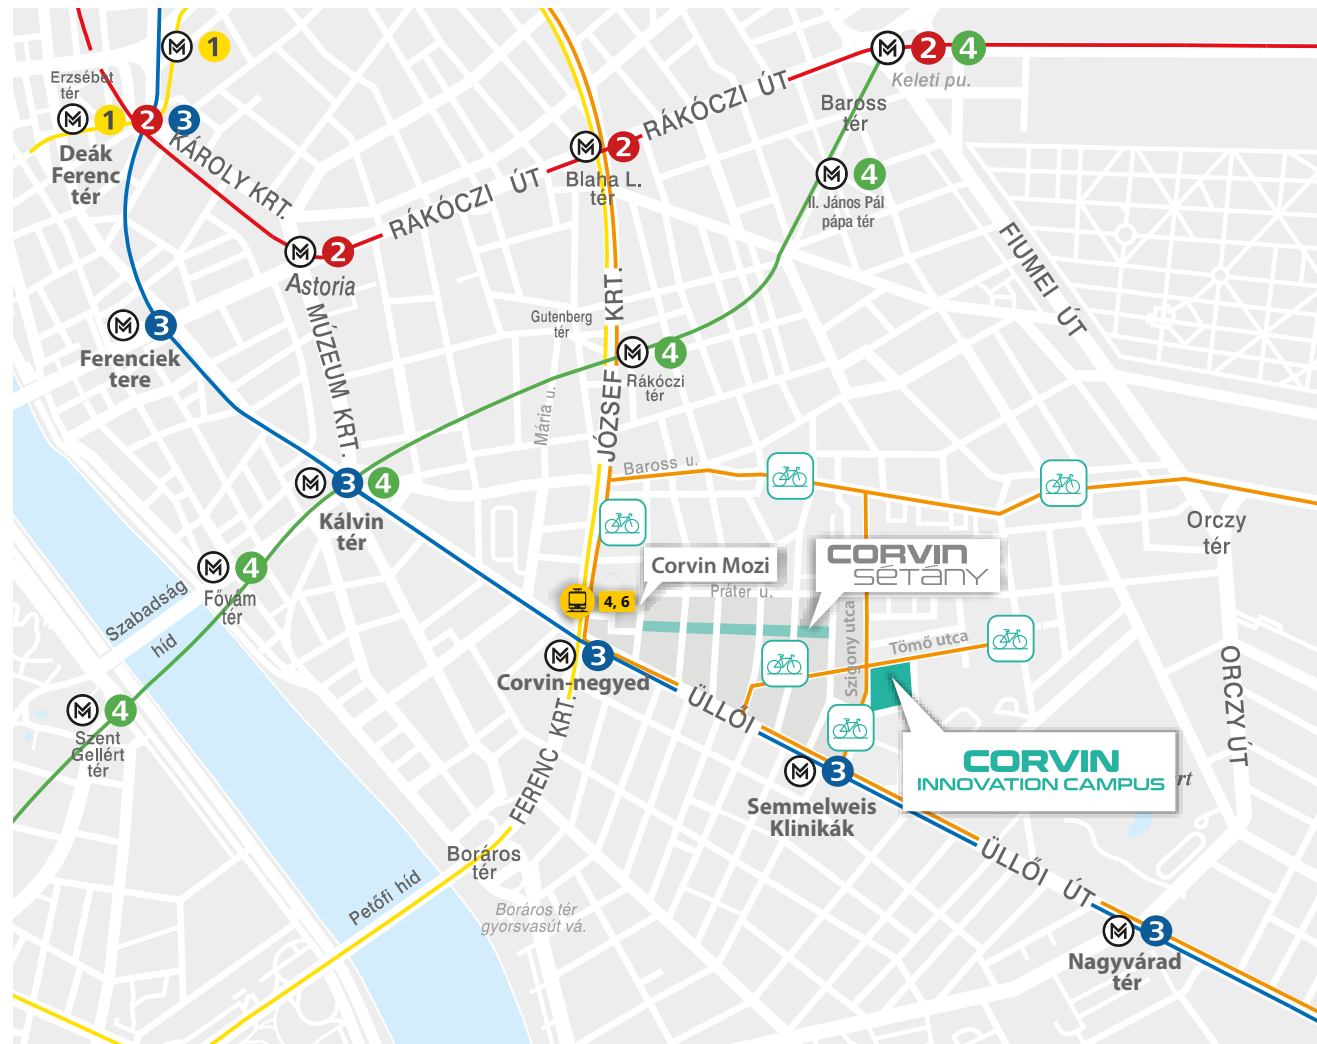 1
2
4
Keleti pu.
Erzsébet
tér
1
2
3
Deák
Ferenc
tér
KÁROLY KRT.
RÁKÓCZI ÚT
Baross
tér
2
Blaha L.
tér
4
II. János Pál
pápa tér
RÁKÓCZI ÚT
2
Astoria
FIUMEI ÚT
3
Ferenciek
tere
MÚZEUM KRT.
Gutenberg
tér
JÓZSEF KRT.
4
Rákóczi
tér
Mária u.
Baross u.
3
4
Kálvin
tér
Orczy
tér
4
Fővám
tér
Szabadság
híd
Corvin Mozi
CORVIN
SÉTÁNY
Práter u.
4, 6
Szigony utca
Tömő utca
3
Corvin-negyed
ÜLLŐI
FERENC KRT.
ORCZY ÚT
4
Szent
Gellért
tér
3
Semmelweis
Klinikák
CORVIN
INNOVATION CAMPUS
rt
Boráros
tér
Petőfi híd
Boráros tér
gyorsvasút vá.
ÜLLŐI ÚT
3
Nagyvárad
tér